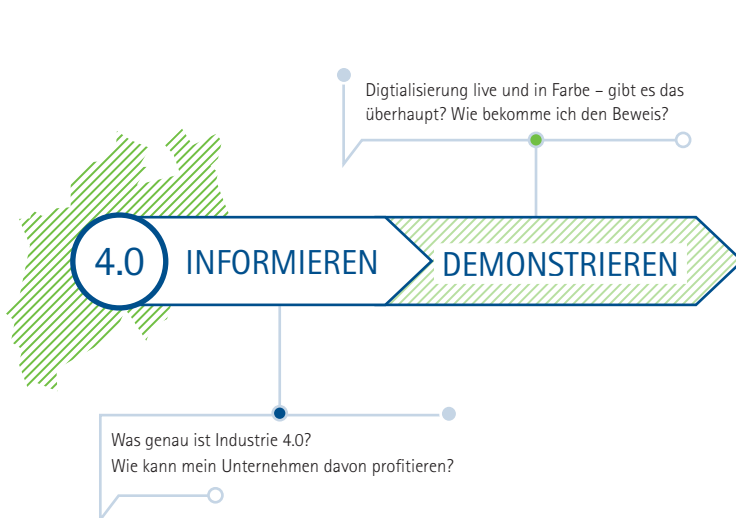 Digtialisierung live und in Farbe – gibt es das
überhaupt? Wie bekomme ich den Beweis?
4.0
INFORMIEREN
DEMONSTRIEREN
Was genau ist Industrie 4.0?
Wie kann mein Unternehmen davon profitieren?